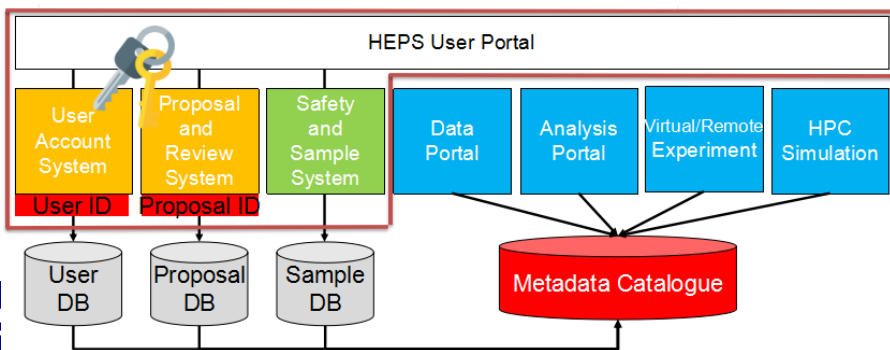 HEPS User Portal
User
Account
System
User ID
Proposal
and
Review
System
Proposal ID
Safety
and
Sample
System
Data
Portal
Analysis
Portal
Virtual/Remote
Experiment
HPC
Simulation
User
DB
Proposal
DB
Sample
DB
Metadata Catalogue